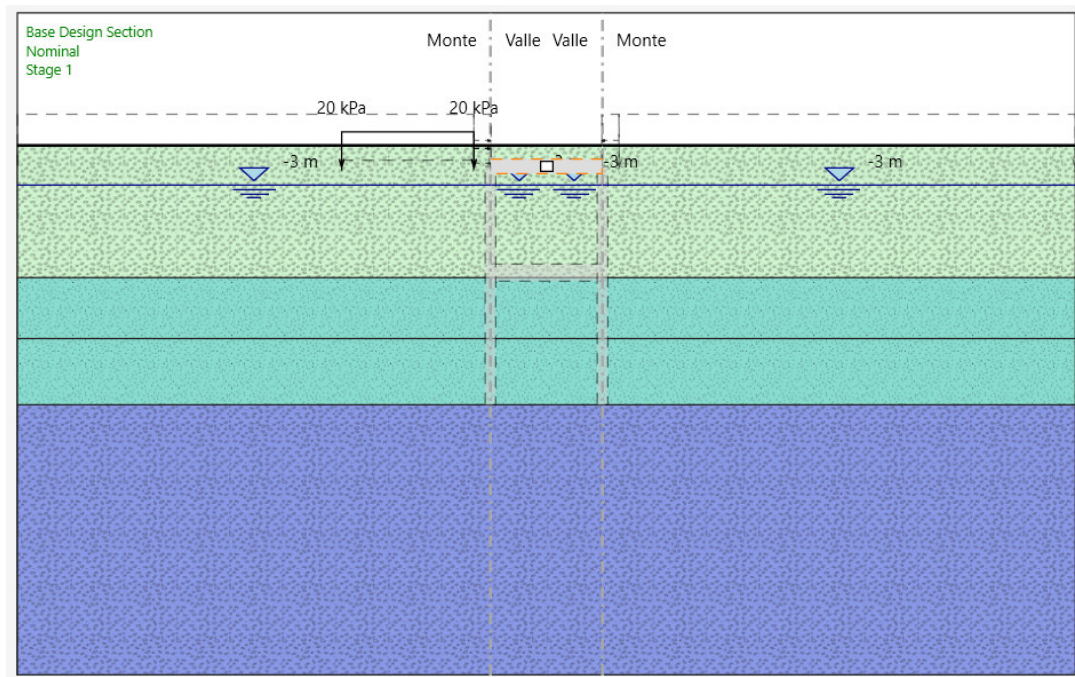 Base Design Section
Nominal
Stage 1
Monte Valle Valle Monte
20 kPa 20 kPa
-3 m -3 m -3 m